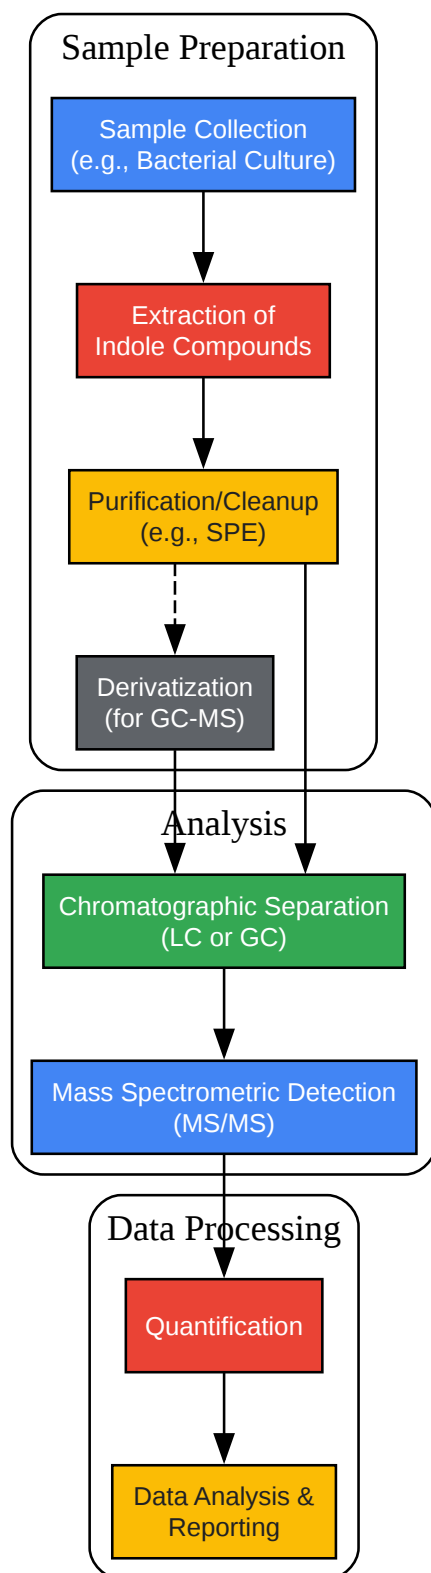 Sample Preparation
Sample Collection
(e.g., Bacterial Culture)
Extraction of
Indole Compounds
Purification/Cleanup
(e.g., SPE)
Derivatization
(for GC-MS)
Analysis
Chromatographic Separation
(LC or GC)
Mass Spectrometric Detection
(MS/MS)
Data Processing
Quantification
Data Analysis &
Reporting